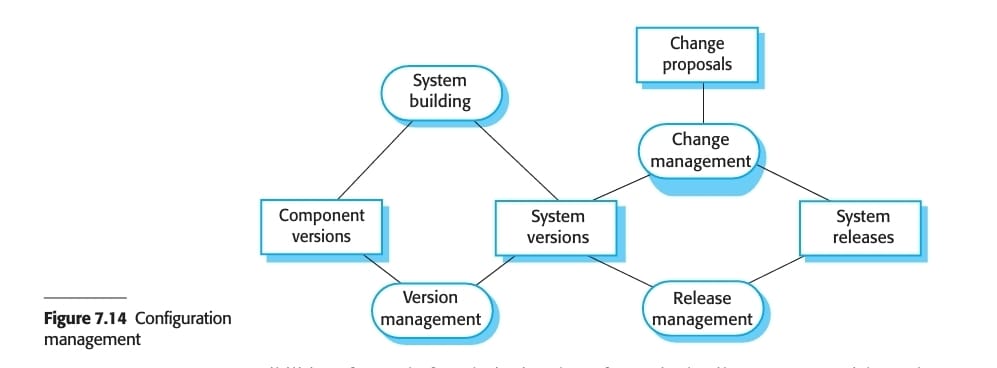 Change
proposals
System
building
Change
management
Component
versions
System
versions
System
releases
Version
management
Release
management
Figure 7.14 Configuration
management